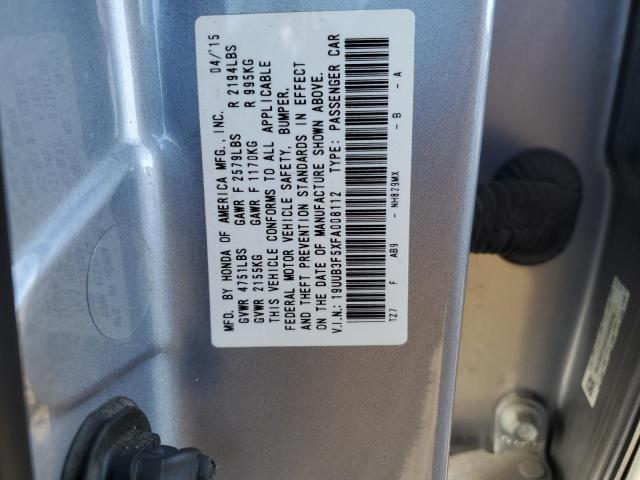 MFD. BY HONDA OF AMERICA MFG., INC. 04/'15
GVWR 4751LBS GAWR F 2579LBS R 2194LBS
GVWR 2155KG GAWR F 1170KG R 995KG
THIS VEHICLE CONFORMS TO ALL APPLICABLE
FEDERAL MOTOR VEHICLE SAFETY, BUMPER,
AND THEFT PREVENTION STANDARDS IN EFFECT
ON THE DATE OF MANUFACTURE SHOWN ABOVE.
V.I.N.: 19UUB3F5XFA008112 TYPE: PASSENGER CAR
TZ7 F AB9 - NH829MX - B - A